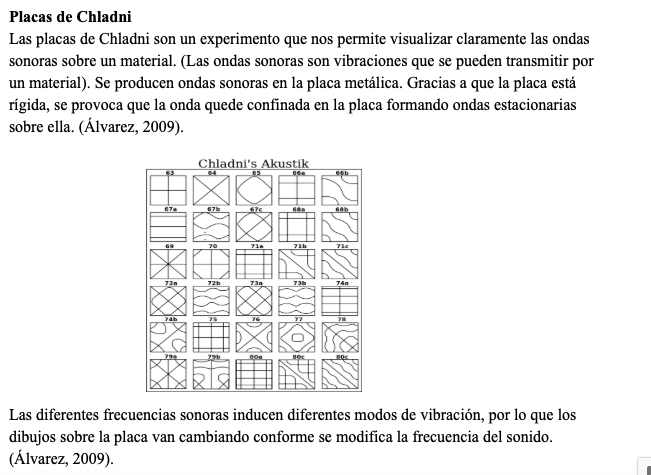 Placas de Chladni
Las placas de Chladni son un experimento que nos permite visualizar claramente las ondas
sonoras sobre un material. (Las ondas sonoras son vibraciones que se pueden transmitir por
un material). Se producen ondas sonoras en la placa metálica. Gracias a que la placa está
rígida, se provoca que la onda quede confinada en la placa formando ondas estacionarias
sobre ella. (Álvarez, 2009).
Chladni's Akustik
63 64 65 66a 66b
67a 67b 67c 68a 68b
69 70 71a 71b 71c
72a 72b 73a 73b 74a
74b 75 76 77 78
79a 79b 80a 80c 80c
Las diferentes frecuencias sonoras inducen diferentes modos de vibración, por lo que los
dibujos sobre la placa van cambiando conforme se modifica la frecuencia del sonido.
(Álvarez, 2009).